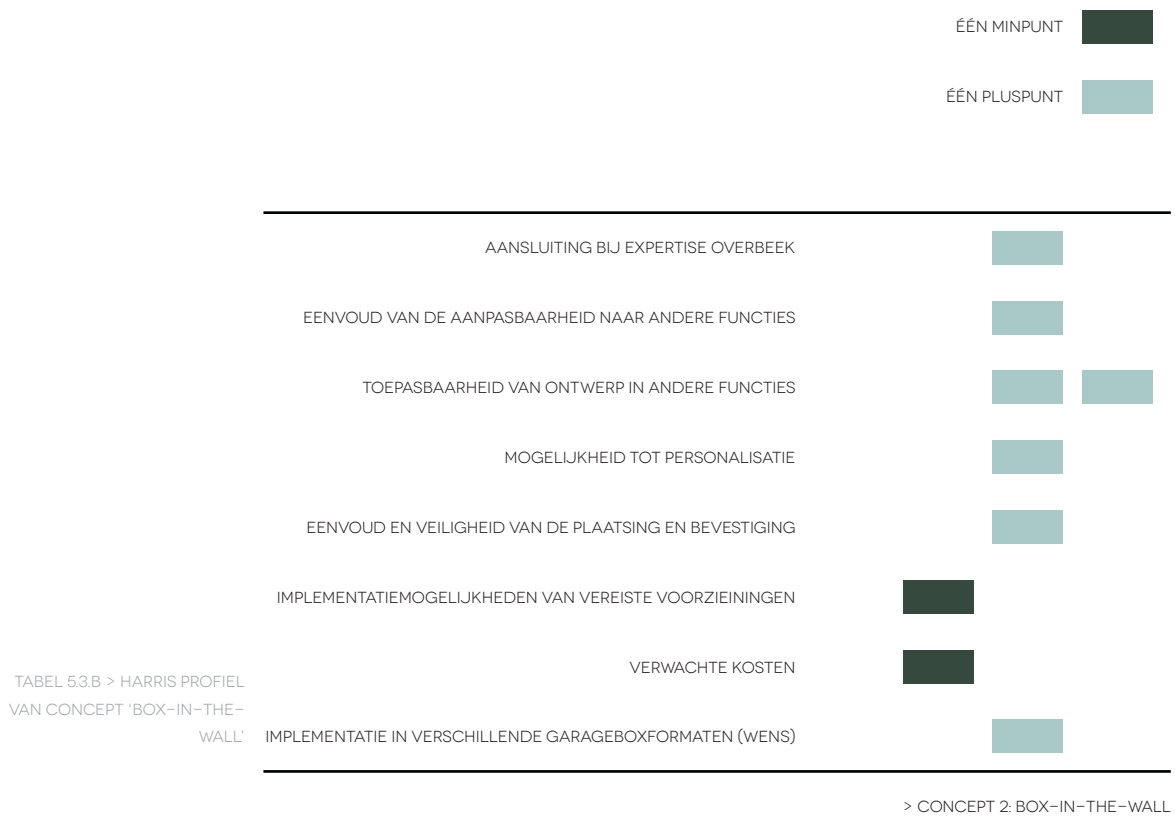 ÉÉN MINPUNT
ÉÉN PLUSPUNT
AANSLUITING BIJ EXPERTISE OVERBEEK
EENVOUD VAN DE AANPASBAARHEID NAAR ANDERE FUNCTIES
TOEPASBAARHEID VAN ONTWERP IN ANDERE FUNCTIES
MOGELIJKHEID TOT PERSONALISATIE
EENVOUD EN VEILIGHEID VAN DE PLAATSING EN BEVESTIGING
IMPLEMENTATIEMOGELIJKHEDEN VAN VEREISTE VOORZIEININGEN
VERWACHTE KOSTEN
IMPLEMENTATIE IN VERSCHILLENDE GARAGEBOXFORMATEN (WENS)
TABEL 5.3.B > HARRIS PROFIEL
VAN CONCEPT 'BOX-IN-THE-
WALL'
> CONCEPT 2: BOX-IN-THE-WALL